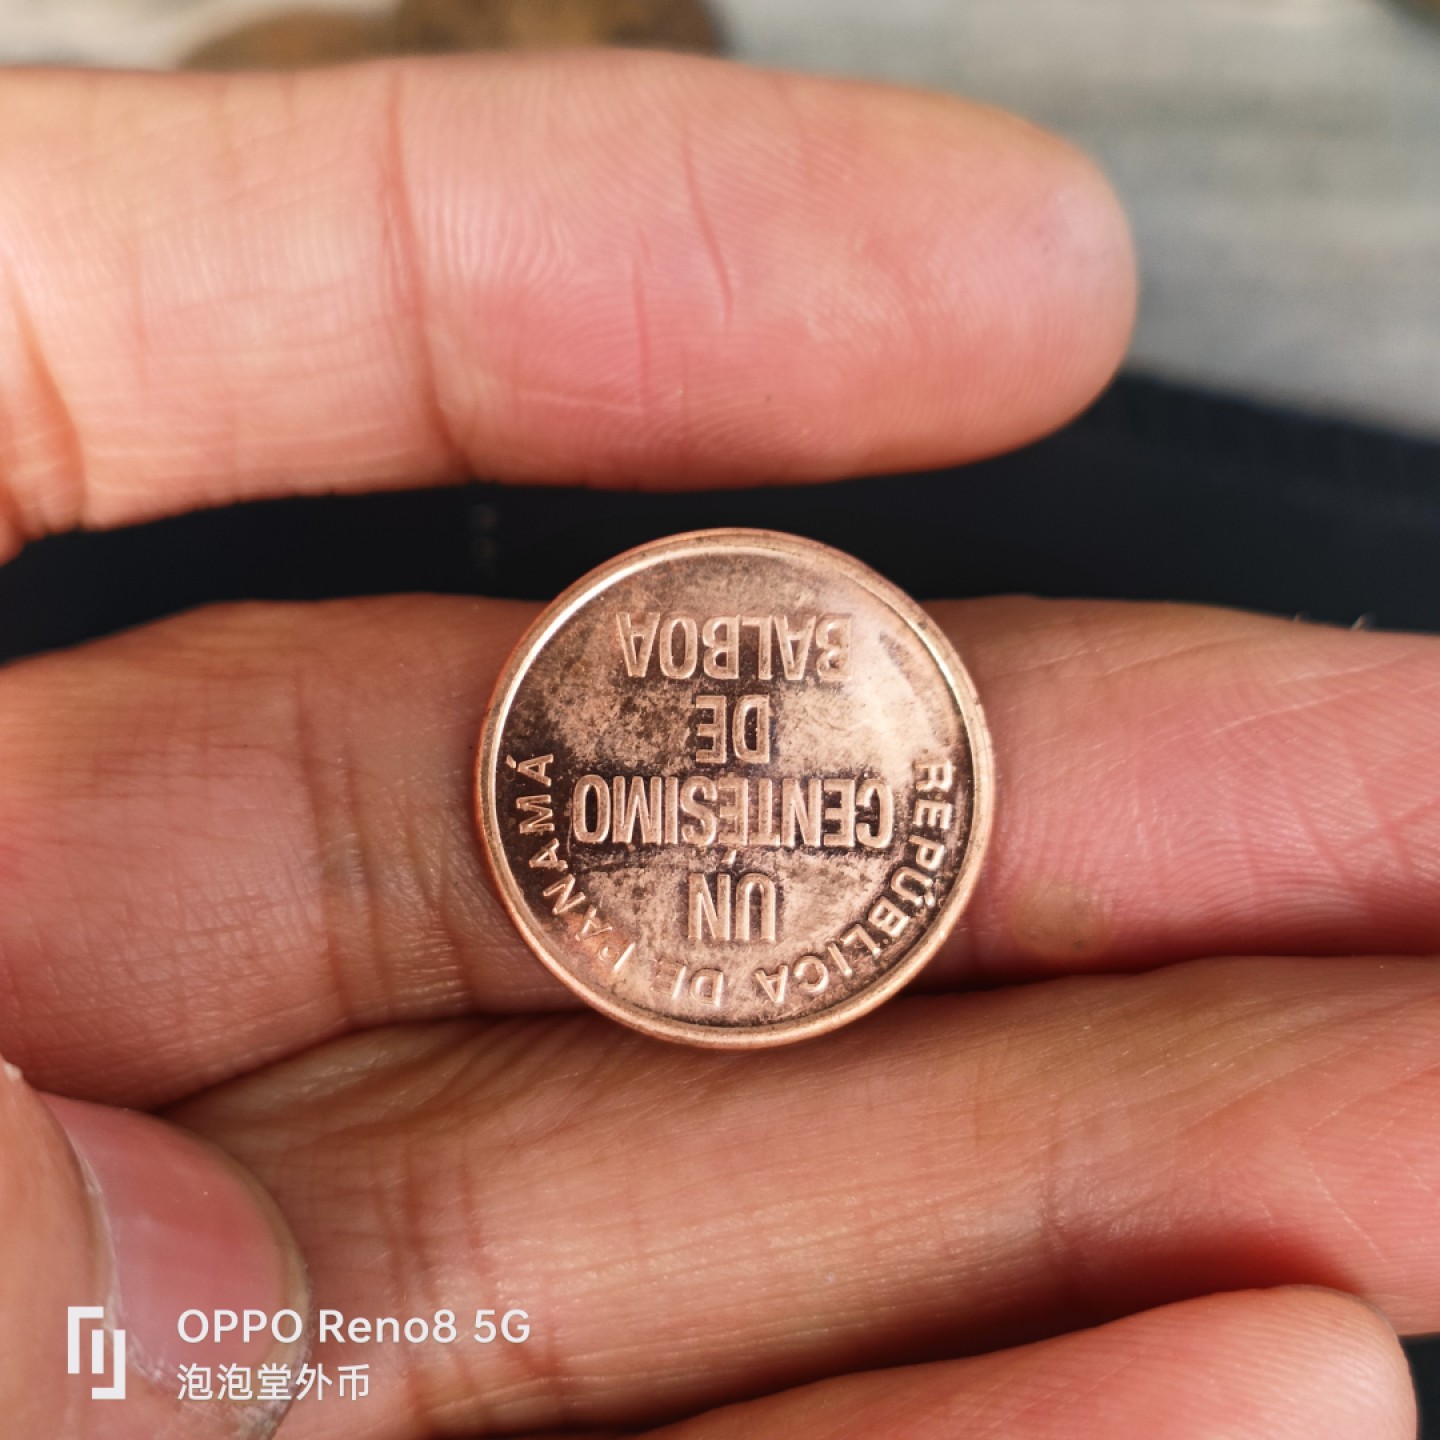 REPÚBLICA DE PANAMÁ
UN
CENTÉSIMO
DE
BALBOA
OPPO Reno8 5G
泡泡堂外币